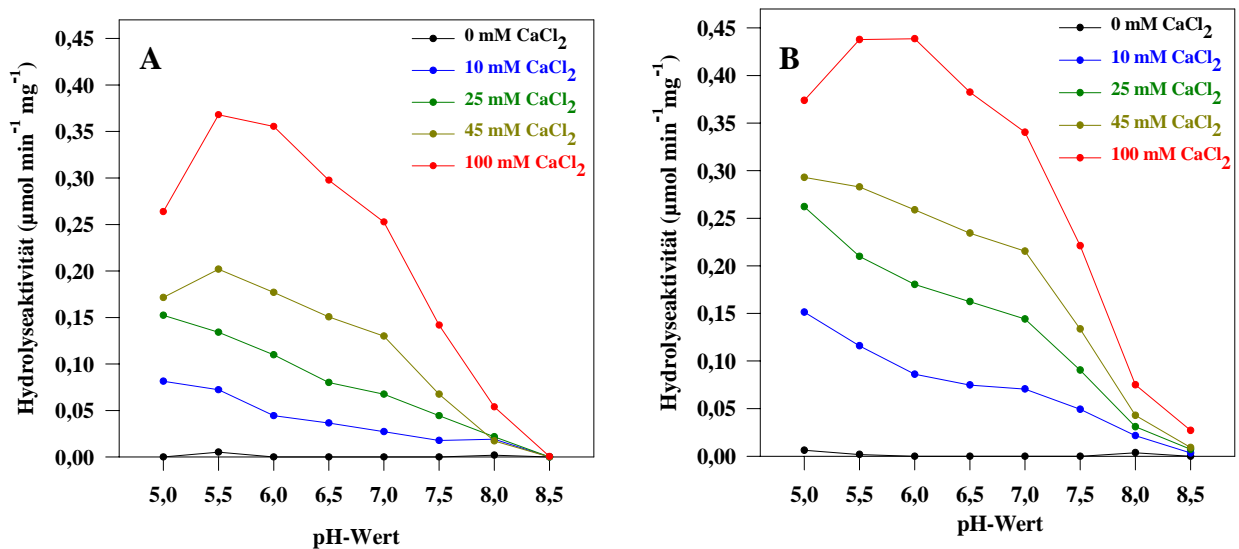 A
Hydrolyseaktivität (µmol min⁻¹ mg⁻¹)
0,45
0,40
0,35
0,30
0,25
0,20
0,15
0,10
0,05
0,00
0 mM CaCl₂
10 mM CaCl₂
25 mM CaCl₂
45 mM CaCl₂
100 mM CaCl₂
5,0 5,5 6,0 6,5 7,0 7,5 8,0 8,5
pH-Wert
B
Hydrolyseaktivität (µmol min⁻¹mg⁻¹)
0,45
0,40
0,35
0,30
0,25
0,20
0,15
0,10
0,05
0,00
0 mM CaCl₂
10 mM CaCl₂
25 mM CaCl₂
45 mM CaCl₂
100 mM CaCl₂
5,0 5,5 6,0 6,5 7,0 7,5 8,0 8,5
pH-Wert